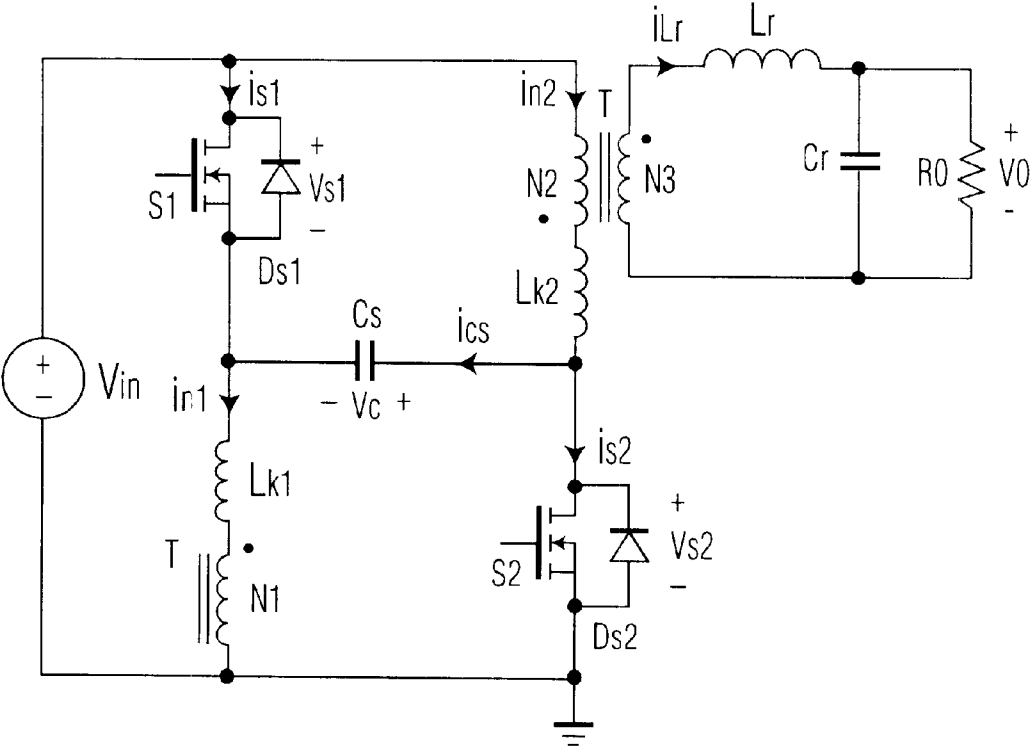 iLr
Lr
is1
in2
T
+
Vs1
−
S1
Ds1
N2
N3
Cr
R0
+
V0
-
Lk2
Cs
ics
− Vc +
+
−
Vin
in1
is2
Lk1
T
N1
+
Vs2
−
S2
Ds2